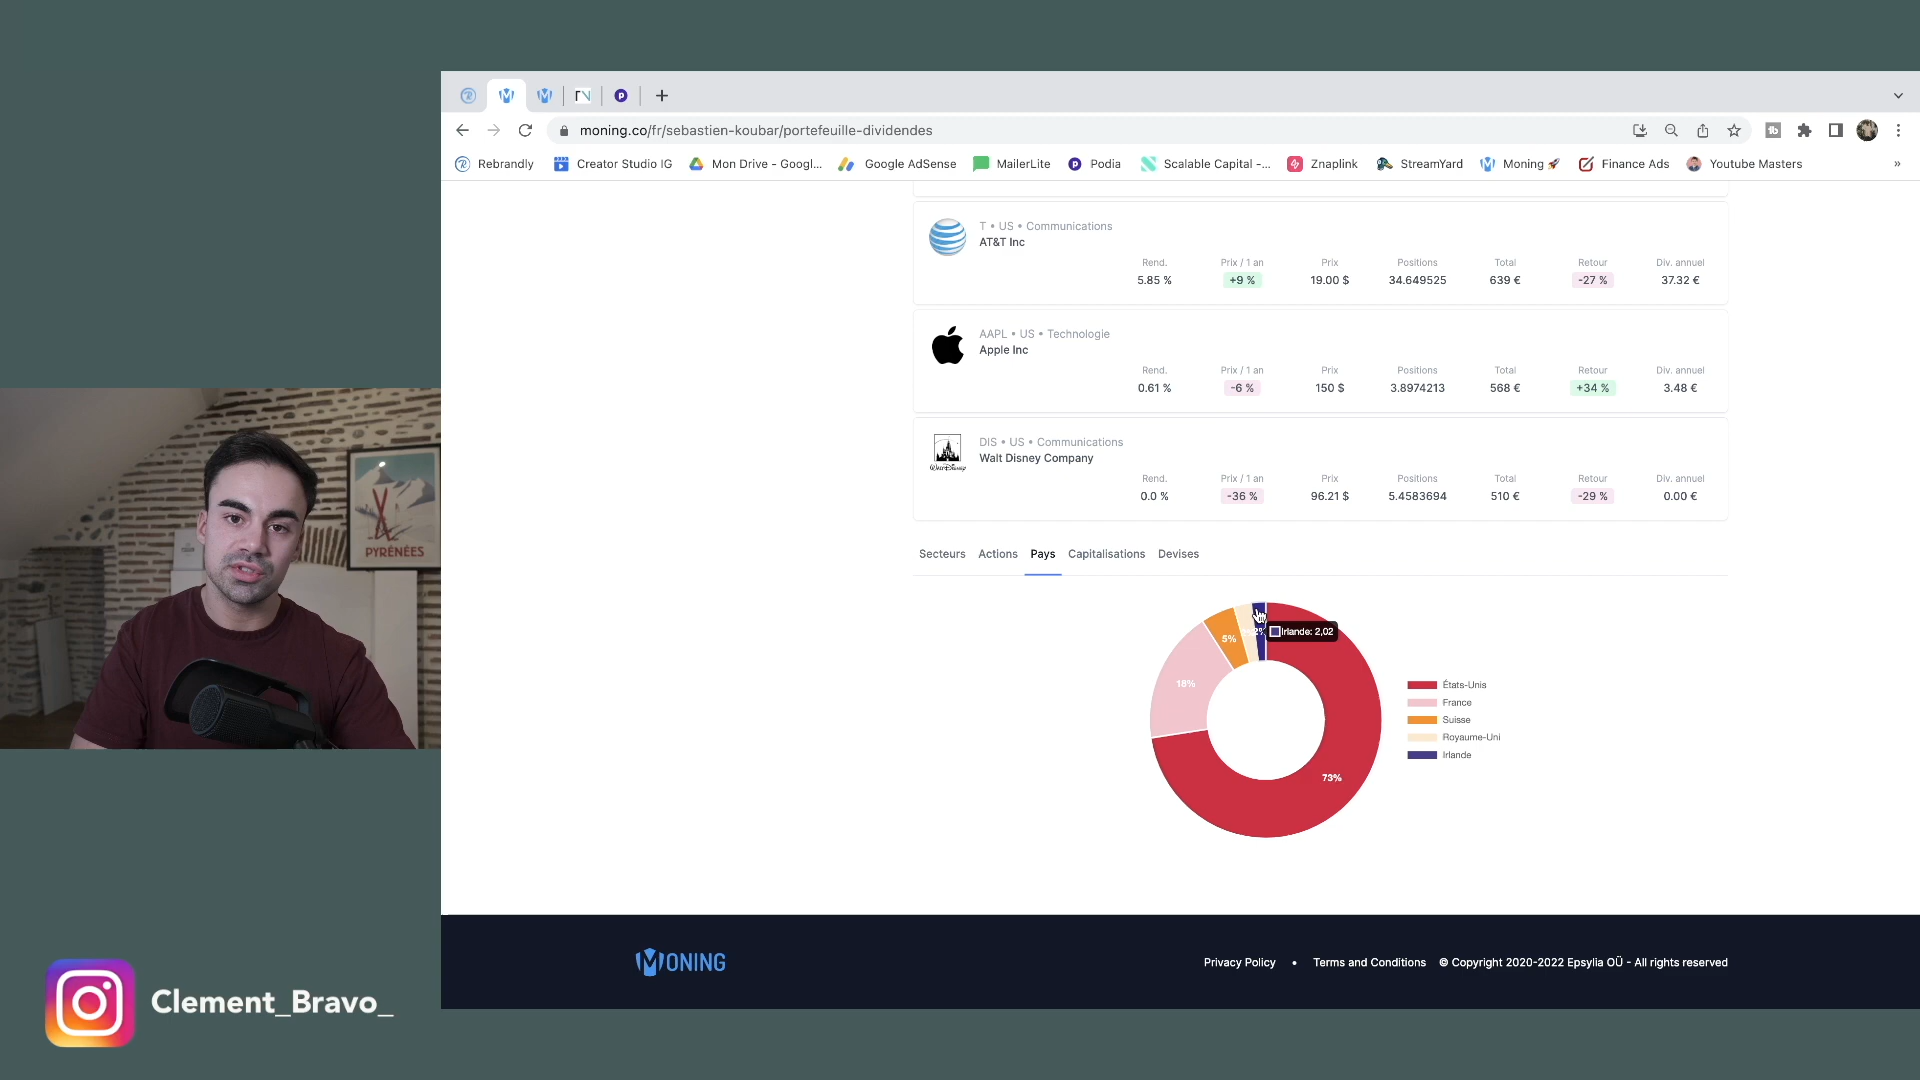 moning.co/fr/sebastien-koubar/portefeuille-dividendes
Rebrandly
Creator Studio IG
Mon Drive - Googl...
Google AdSense
MailerLite
Podia
Scalable Capital -...
Znaplink
StreamYard
Moning 🚀
Finance Ads
Youtube Masters
»
T • US • Communications
AT&T Inc
Rend. Prix / 1 an Prix Positions Total Retour Div. annuel
5.85 % +9 % 19.00 $ 34.649525 639 € -27 % 37.32 €
AAPL • US • Technologie
Apple Inc
Rend. Prix / 1 an Prix Positions Total Retour Div. annuel
0.61 % -6 % 150 $ 3.8974213 568 € +34 % 3.48 €
WALT DISNEY
DIS • US • Communications
Walt Disney Company
Rend. Prix / 1 an Prix Positions Total Retour Div. annuel
0.0 % -36 % 96.21 $ 5.4583694 510 € -29 % 0.00 €
Secteurs Actions Pays Capitalisations Devises
Irlande: 2,02
5%
18%
73%
États-Unis
France
Suisse
Royaume-Uni
Irlande
PYRÉNÉES
MONING
Privacy Policy • Terms and Conditions © Copyright 2020-2022 Epsylia OÜ - All rights reserved
Clement_Bravo_